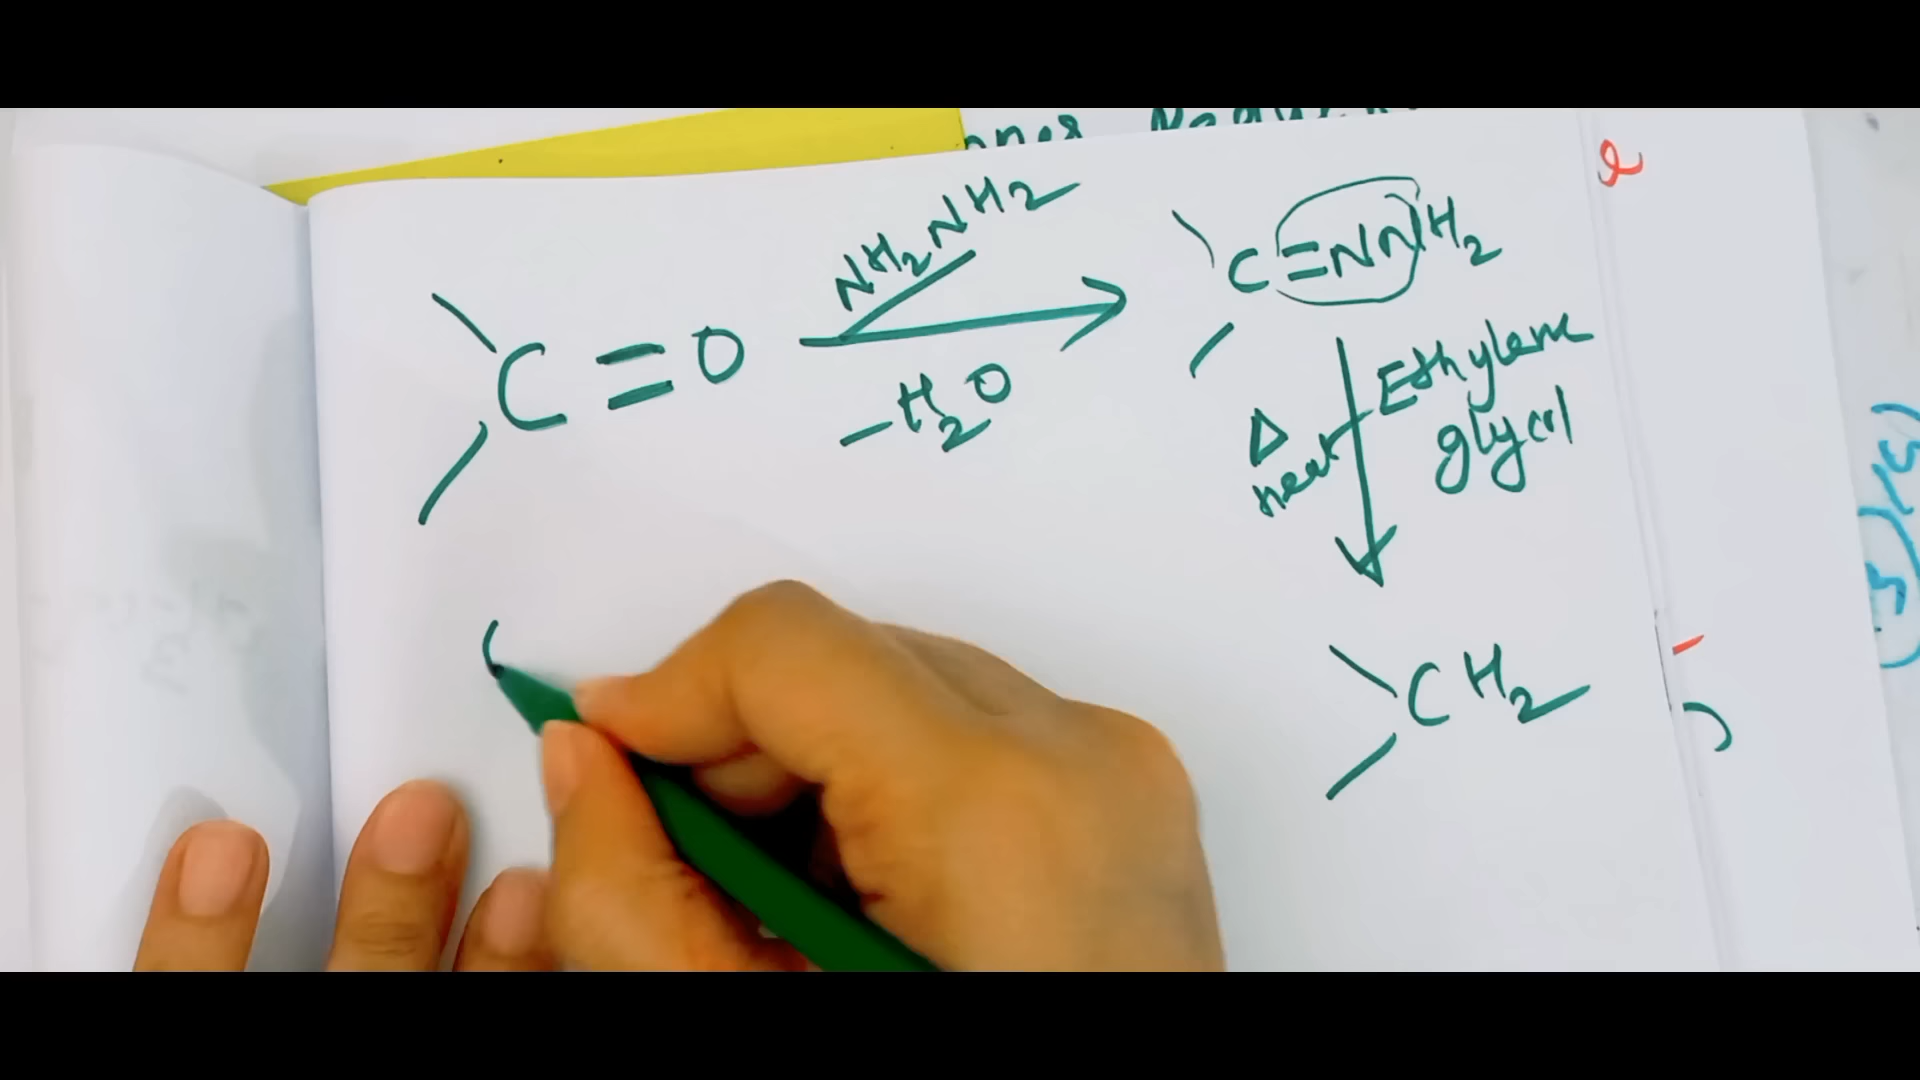 NH2NH2
C=O
-H2O
C=NNH2
Ethylene
glycol
Δ
heat
CH2